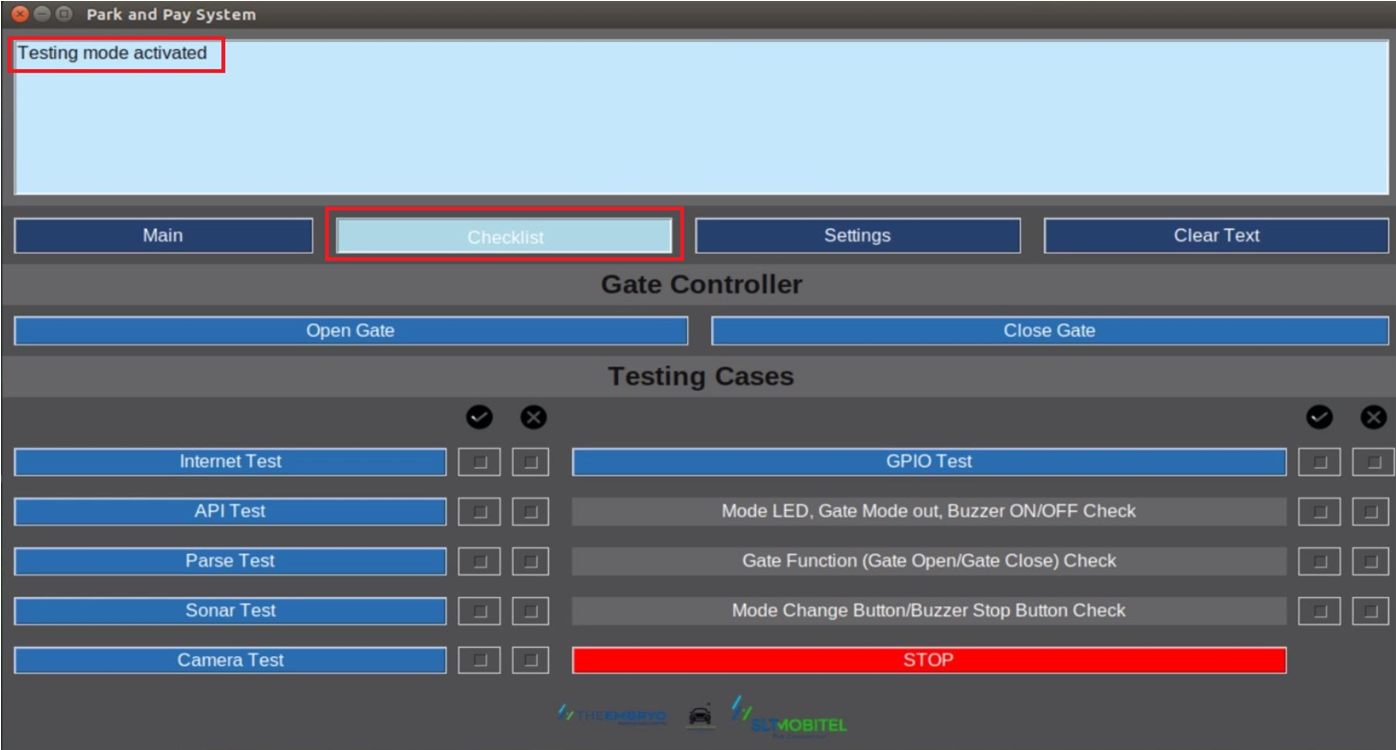 Park and Pay System
Testing mode activated
Main Checklist Settings Clear Text
Gate Controller
Open Gate Close Gate
Testing Cases
Internet Test GPIO Test
API Test Mode LED, Gate Mode out, Buzzer ON/OFF Check
Parse Test Gate Function (Gate Open/Gate Close) Check
Sonar Test Mode Change Button/Buzzer Stop Button Check
Camera Test STOP
THEEMBRYO
SLTMOBITEL